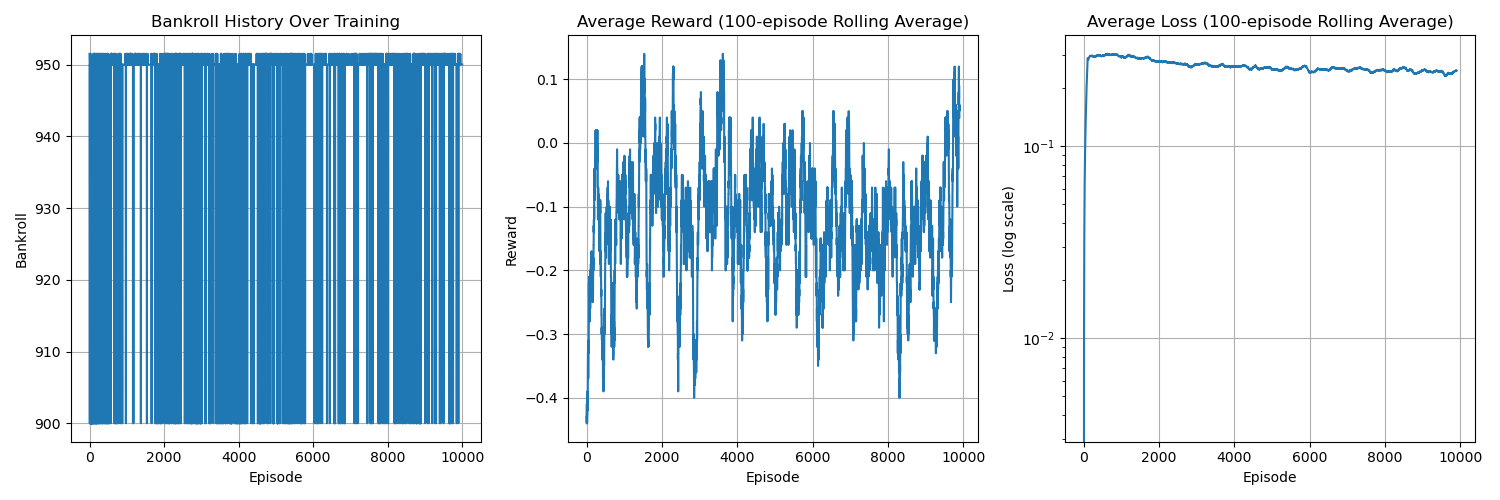 Bankroll History Over Training
Bankroll
950
940
930
920
910
900
0 2000 4000 6000 8000 10000
Episode
Average Reward (100-episode Rolling Average)
Reward
0.1
0.0
−0.1
−0.2
−0.3
−0.4
0 2000 4000 6000 8000 10000
Episode
Average Loss (100-episode Rolling Average)
Loss (log scale)
10⁻¹
10⁻²
0 2000 4000 6000 8000 10000
Episode